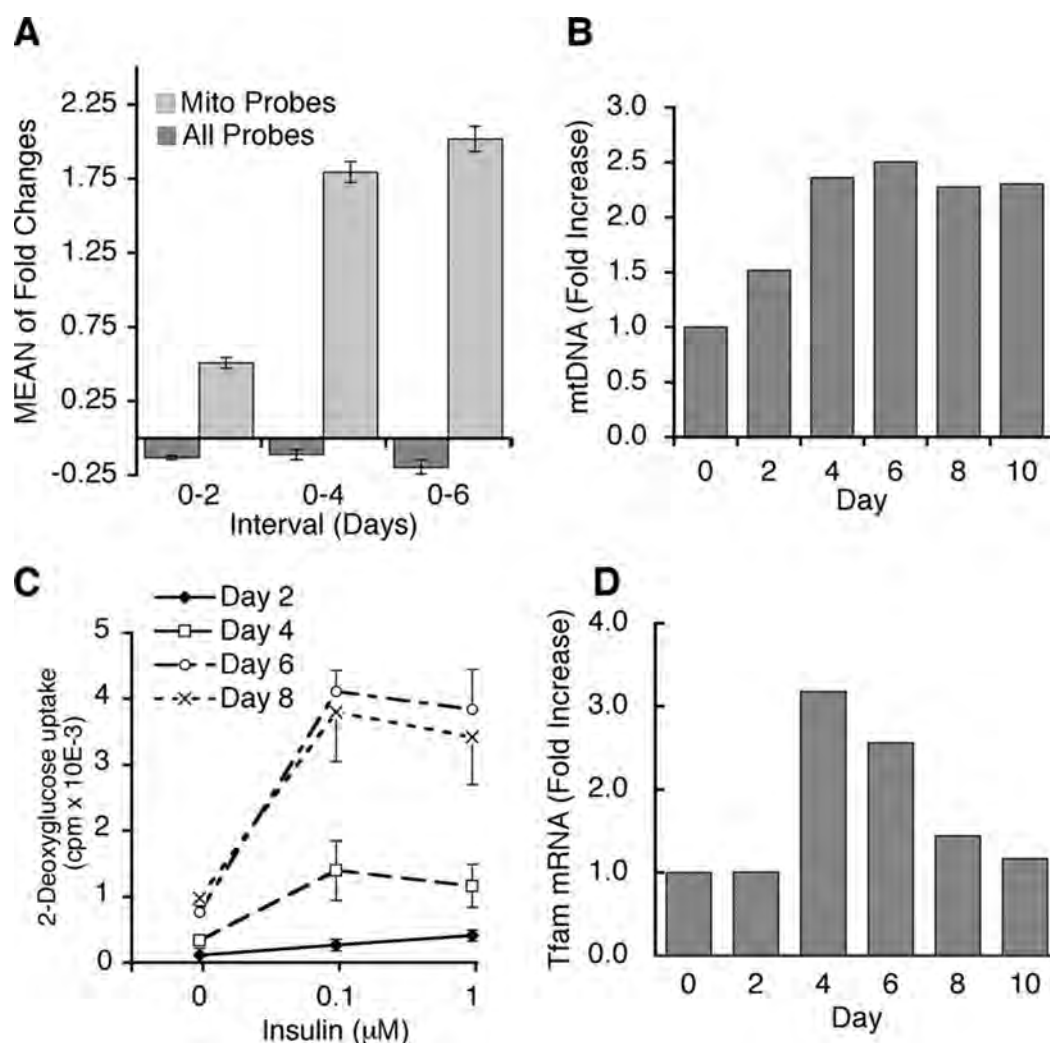 A
MEAN of Fold Changes
2.25
1.75
1.25
0.75
0.25
-0.25
Mito Probes
All Probes
0-2
0-4
0-6
Interval (Days)
B
mtDNA (Fold Increase)
3.0
2.5
2.0
1.5
1.0
0.5
0.0
0 2 4 6 8 10
Day
C
Day 2
Day 4
Day 6
Day 8
2-Deoxyglucose uptake
(cpm x 10E-3)
5
4
3
2
1
0
0 0.1 1
Insulin (μM)
D
Tfam mRNA (Fold Increase)
4.0
3.0
2.0
1.0
0.0
0 2 4 6 8 10
Day